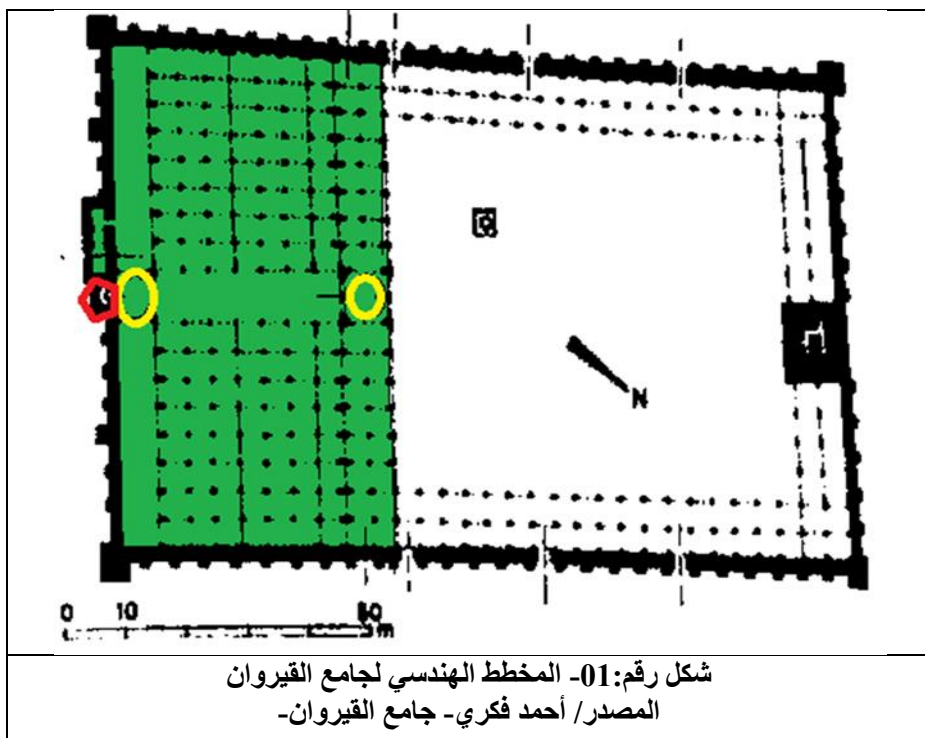 N
0 10 50
m
شكل رقم:01- المخطط الهندسي لجامع القيروان
المصدر/ أحمد فكري- جامع القيروان-